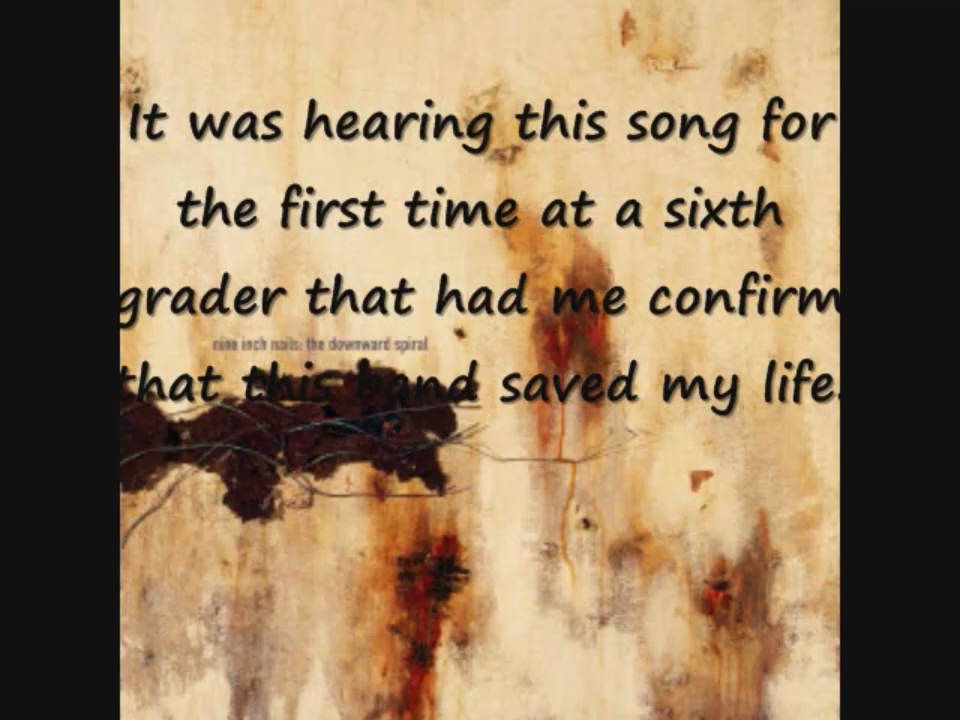 It was hearing this song for
the first time at a sixth
grader that had me confirm
nine inch nails: the downward spiral
that this band saved my life.